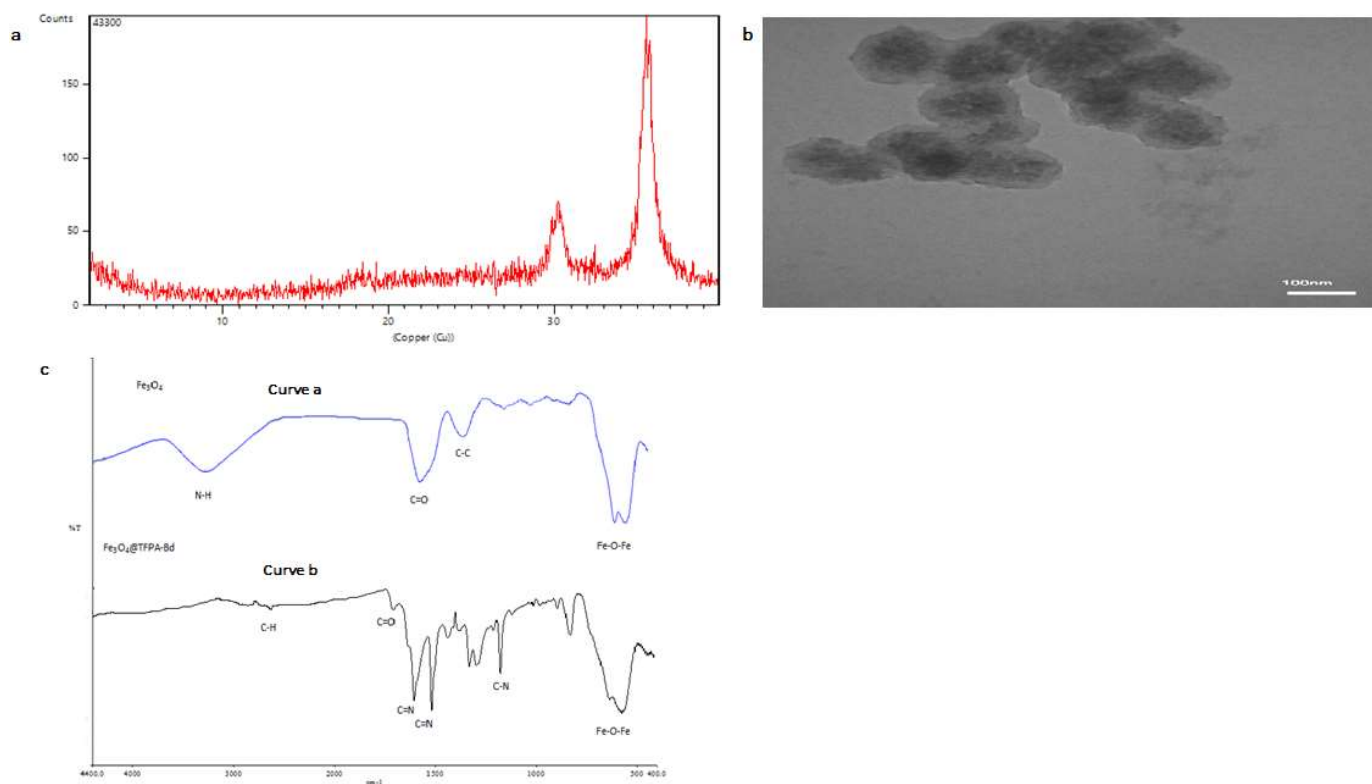 a
Counts
43300
150
100
50
0
10
20
30
(Copper (Cu))
b
100nm
c
Fe3O4
Curve a
N-H
C=O
C-C
Fe-O-Fe
%T
Fe3O4@TFPA-Bd
Curve b
C-H
C=O
C=N
C=N
C-N
Fe-O-Fe
4400.0
4000
3000
2000
1500
1000
500
400.0